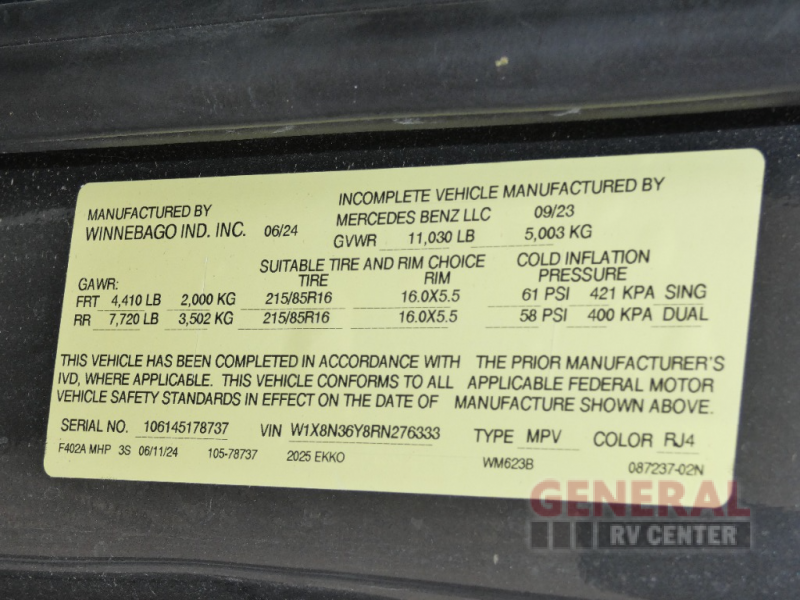 MANUFACTURED BY
WINNEBAGO IND. INC. 06/24
INCOMPLETE VEHICLE MANUFACTURED BY
MERCEDES BENZ LLC 09/23
GVWR 11,030 LB 5,003 KG
GAWR: SUITABLE TIRE AND RIM CHOICE COLD INFLATION
TIRE RIM PRESSURE
FRT 4,410 LB 2,000 KG 215/85R16 16.0X5.5 61 PSI 421 KPA SING
RR 7,720 LB 3,502 KG 215/85R16 16.0X5.5 58 PSI 400 KPA DUAL
THIS VEHICLE HAS BEEN COMPLETED IN ACCORDANCE WITH THE PRIOR MANUFACTURER'S
IVD, WHERE APPLICABLE. THIS VEHICLE CONFORMS TO ALL APPLICABLE FEDERAL MOTOR
VEHICLE SAFETY STANDARDS IN EFFECT ON THE DATE OF MANUFACTURE SHOWN ABOVE.
SERIAL NO. 106145178737 VIN W1X8N36Y8RN276333 TYPE MPV COLOR RJ4
F402A MHP 3S 06/11/24 105-78737 2025 EKKO WM623B 087237-02N
GENERAL
RV CENTER